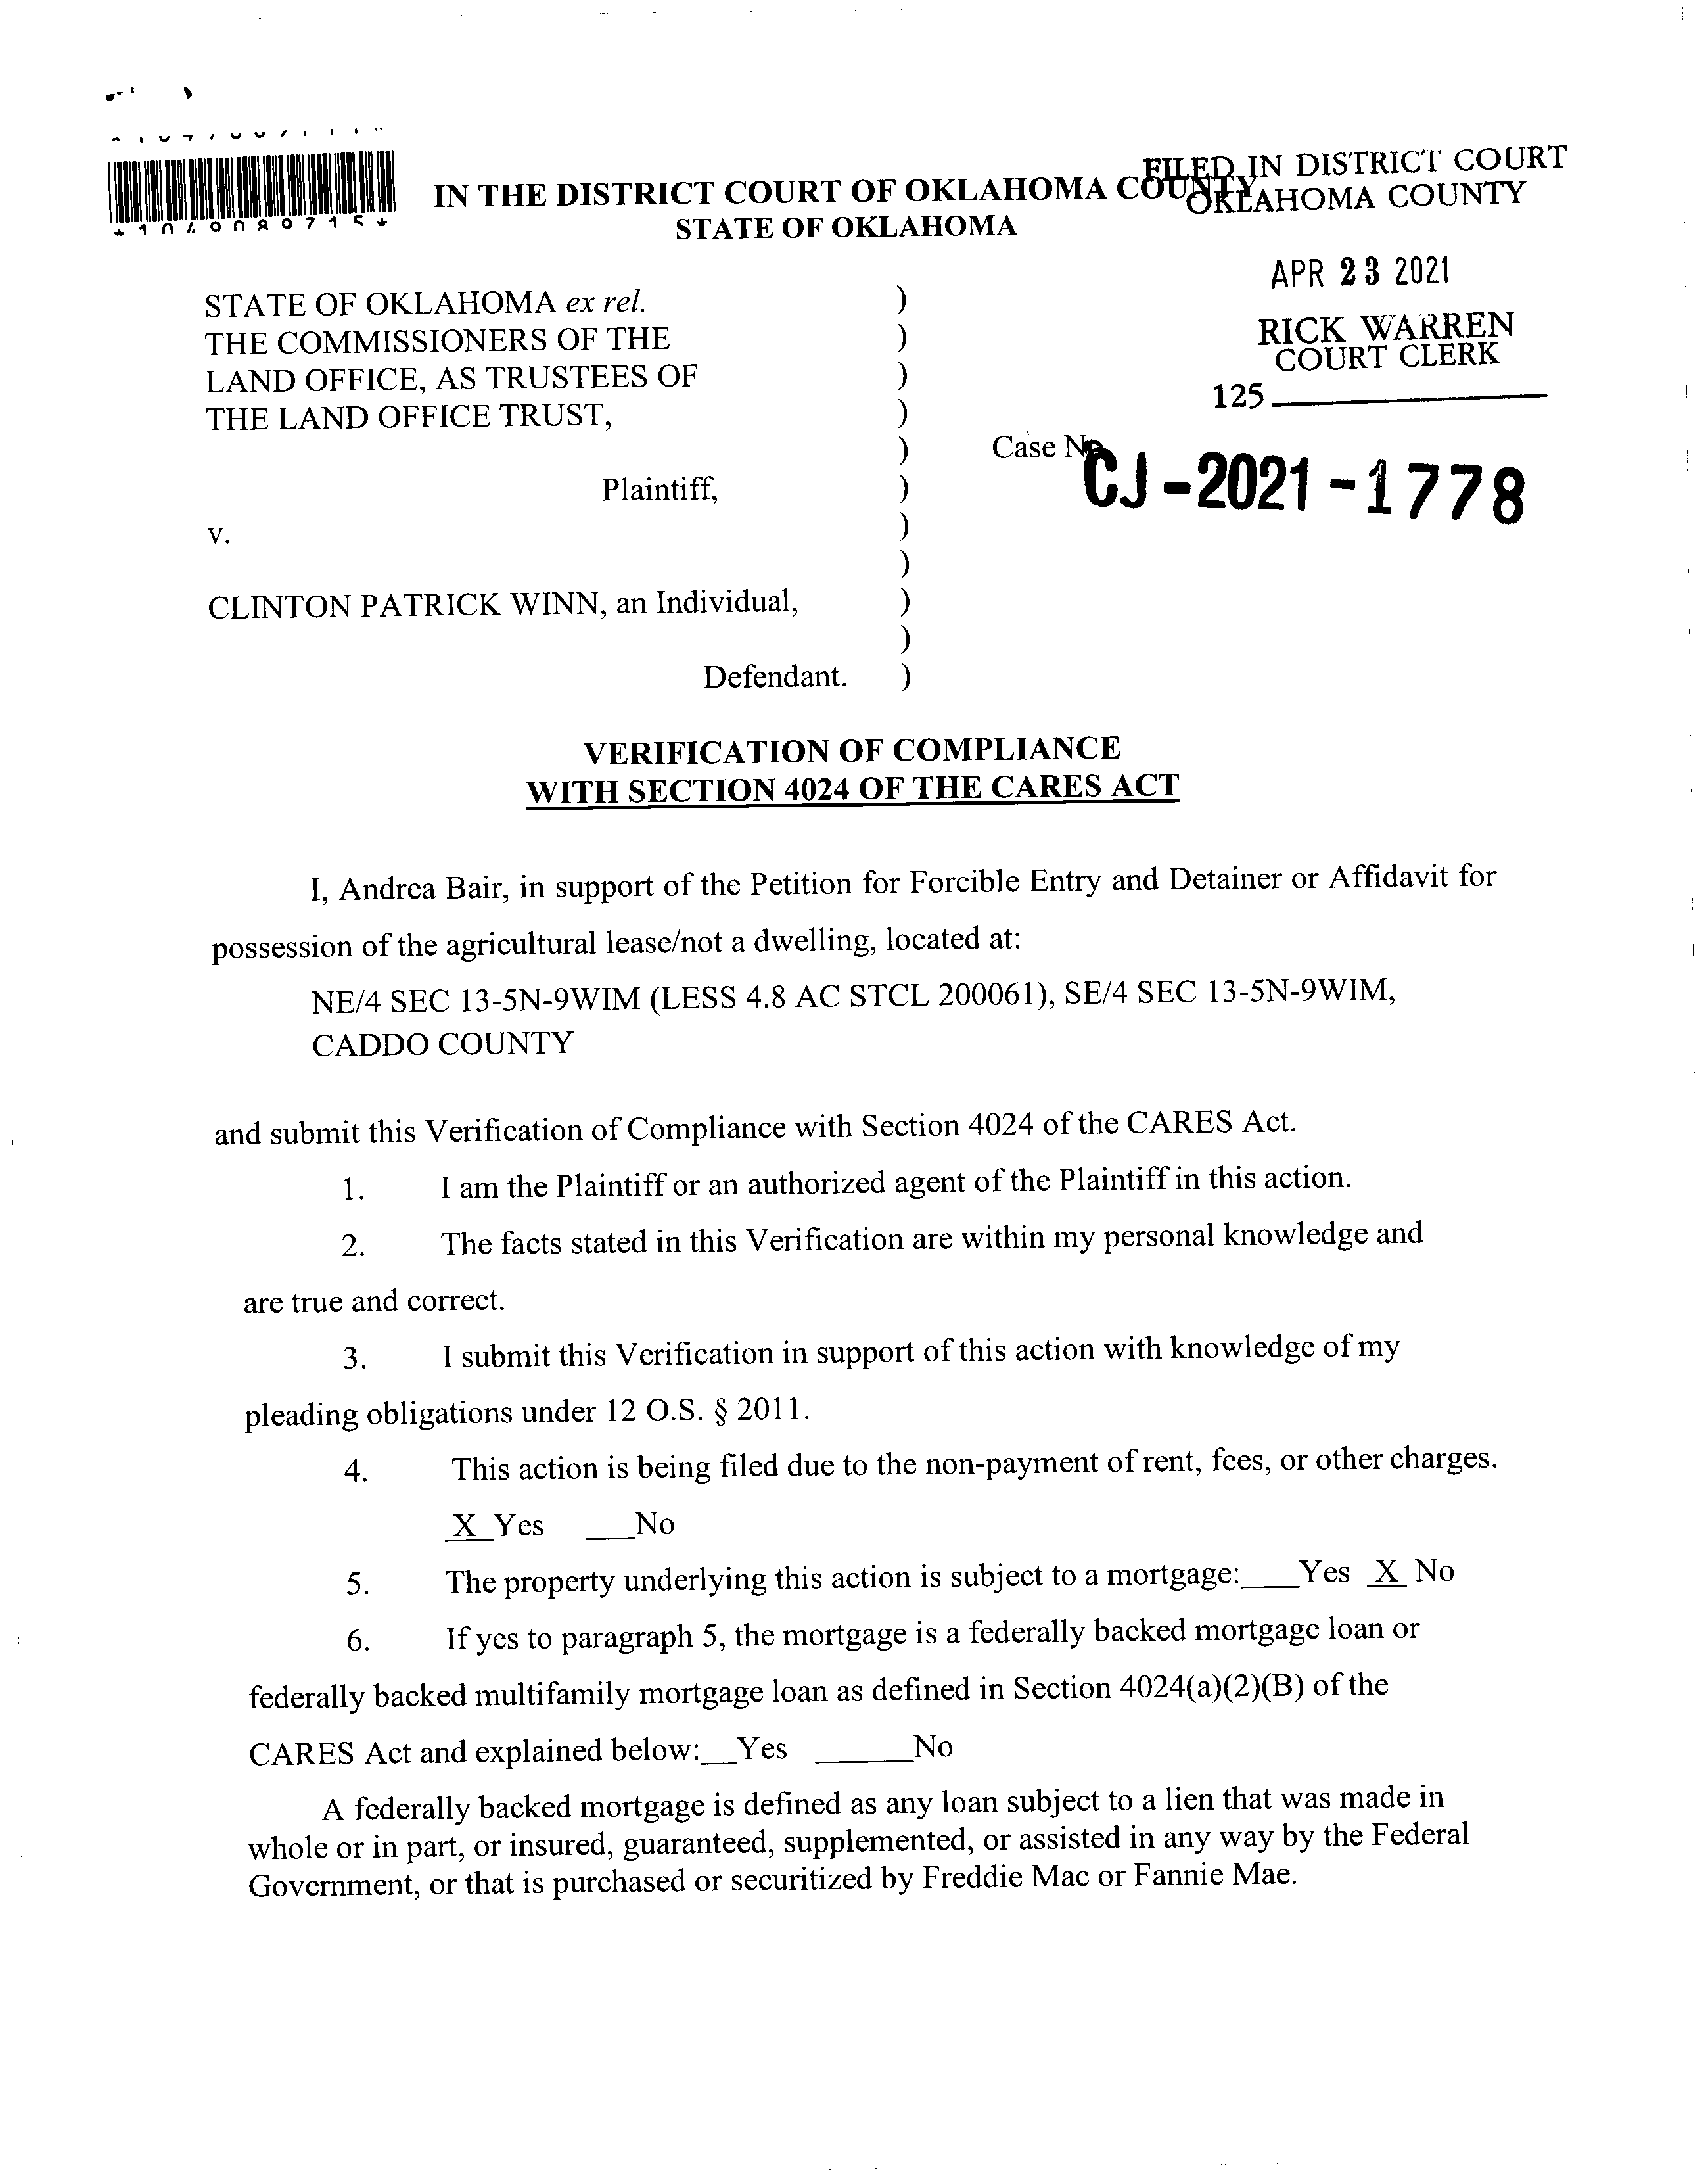 IN THE DISTRICT COURT OF OKLAHOMA COUNTY
STATE OF OKLAHOMA
FILED IN DISTRICT COURT
OKLAHOMA COUNTY
APR 23 2021
RICK WARREN
COURT CLERK
125
STATE OF OKLAHOMA ex rel. )
THE COMMISSIONERS OF THE )
LAND OFFICE, AS TRUSTEES OF )
THE LAND OFFICE TRUST, )
) Case No.
CJ-2021-1778
Plaintiff, )
v. )
)
CLINTON PATRICK WINN, an Individual, )
)
Defendant. )
VERIFICATION OF COMPLIANCE
WITH SECTION 4024 OF THE CARES ACT
I, Andrea Bair, in support of the Petition for Forcible Entry and Detainer or Affidavit for
possession of the agricultural lease/not a dwelling, located at:
NE/4 SEC 13-5N-9WIM (LESS 4.8 AC STCL 200061), SE/4 SEC 13-5N-9WIM,
CADDO COUNTY
and submit this Verification of Compliance with Section 4024 of the CARES Act.
1. I am the Plaintiff or an authorized agent of the Plaintiff in this action.
2. The facts stated in this Verification are within my personal knowledge and
are true and correct.
3. I submit this Verification in support of this action with knowledge of my
pleading obligations under 12 O.S. § 2011.
4. This action is being filed due to the non-payment of rent, fees, or other charges.
X Yes ___No
5. The property underlying this action is subject to a mortgage:___Yes X No
6. If yes to paragraph 5, the mortgage is a federally backed mortgage loan or
federally backed multifamily mortgage loan as defined in Section 4024(a)(2)(B) of the
CARES Act and explained below:__Yes ______No
A federally backed mortgage is defined as any loan subject to a lien that was made in
whole or in part, or insured, guaranteed, supplemented, or assisted in any way by the Federal
Government, or that is purchased or securitized by Freddie Mac or Fannie Mae.